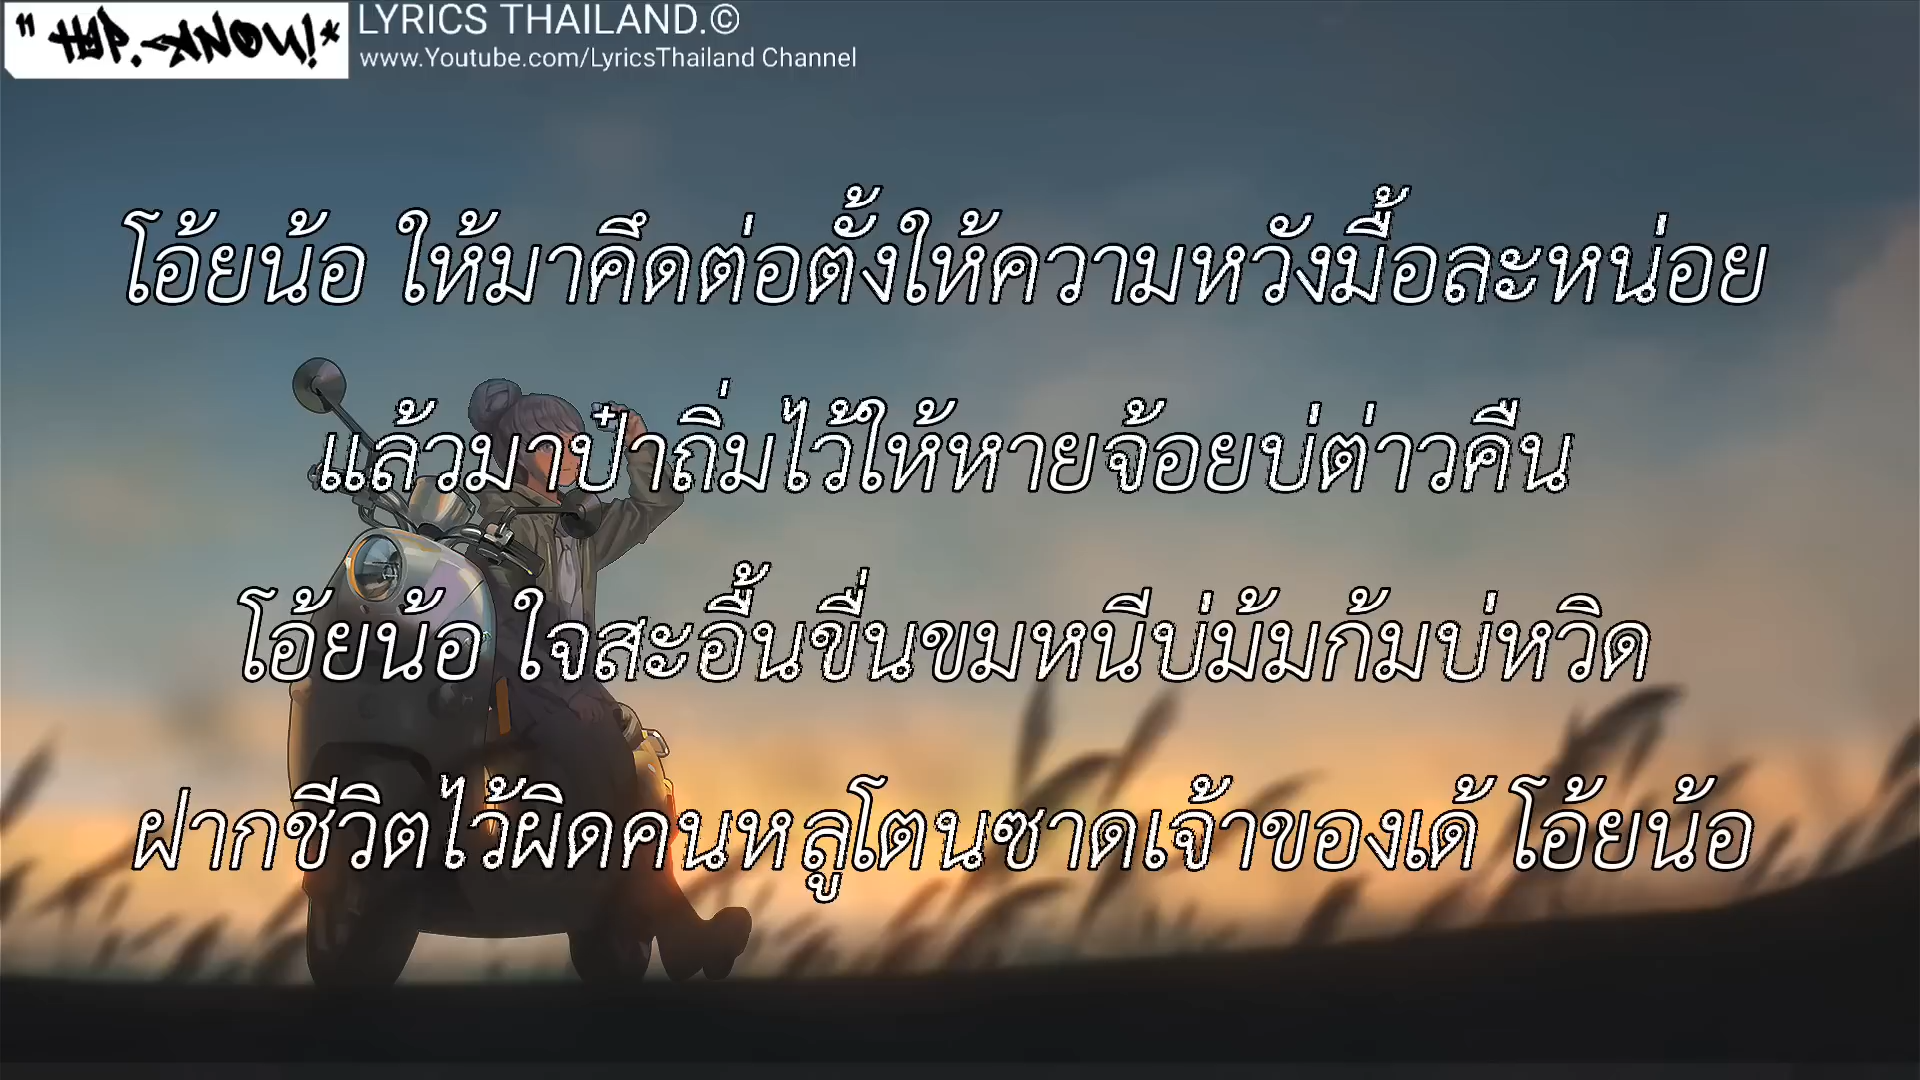 "HYP.-KNOW!*
LYRICS THAILAND.©
www.Youtube.com/LyricsThailand Channel
โอ้ยน้อ ให้มาคึดต่อตั้งให้ความหวังมื้อละหน่อย
แล้วมาป๋าถิ่มไว้ให้หายจ้อยบ่ต่าวคืน
โอ้ยน้อ ใจสะอื้นขื่นขมหนีบ่ม้มก้มบ่หวิด
ฝากชีวิตไว้ผิดคนหลูโตนซาดเจ้าของเด้ โอ้ยน้อ